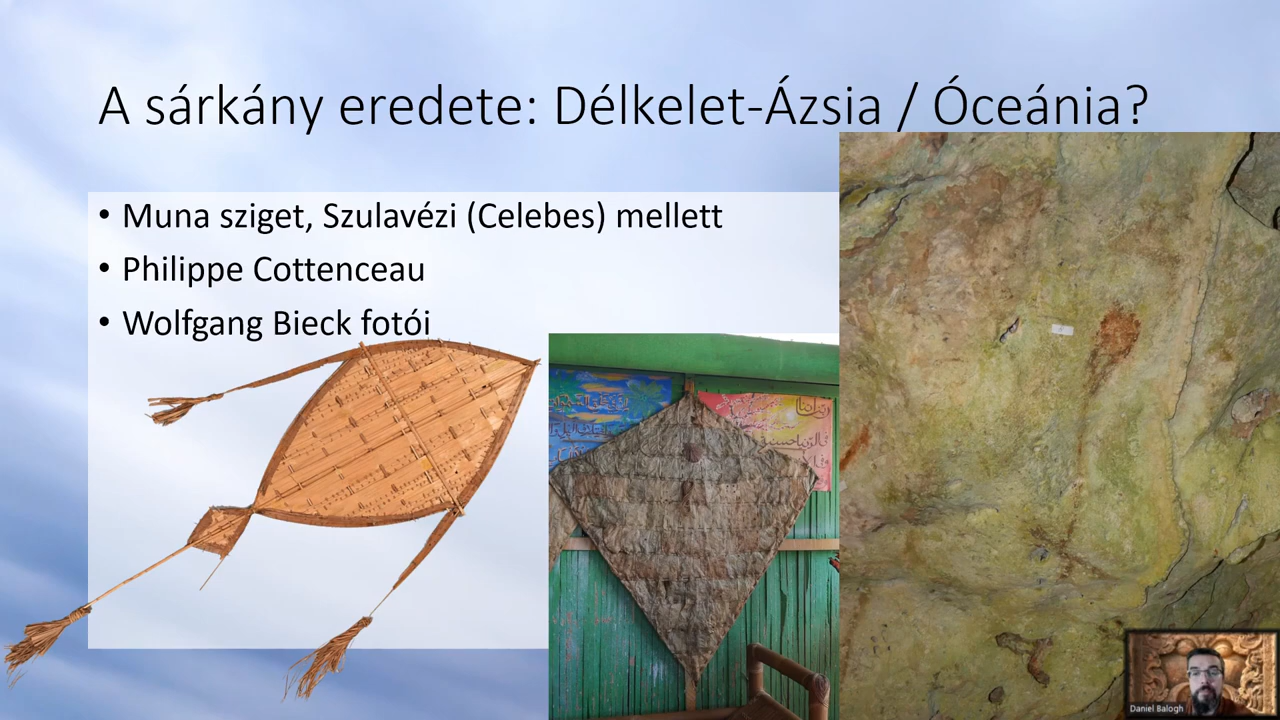 A sárkány eredete: Délkelet-Ázsia / Óceánia?
• Muna sziget, Szulavézi (Celebes) mellett
• Philippe Cottenceau
• Wolfgang Bieck fotói
Daniel Balogh